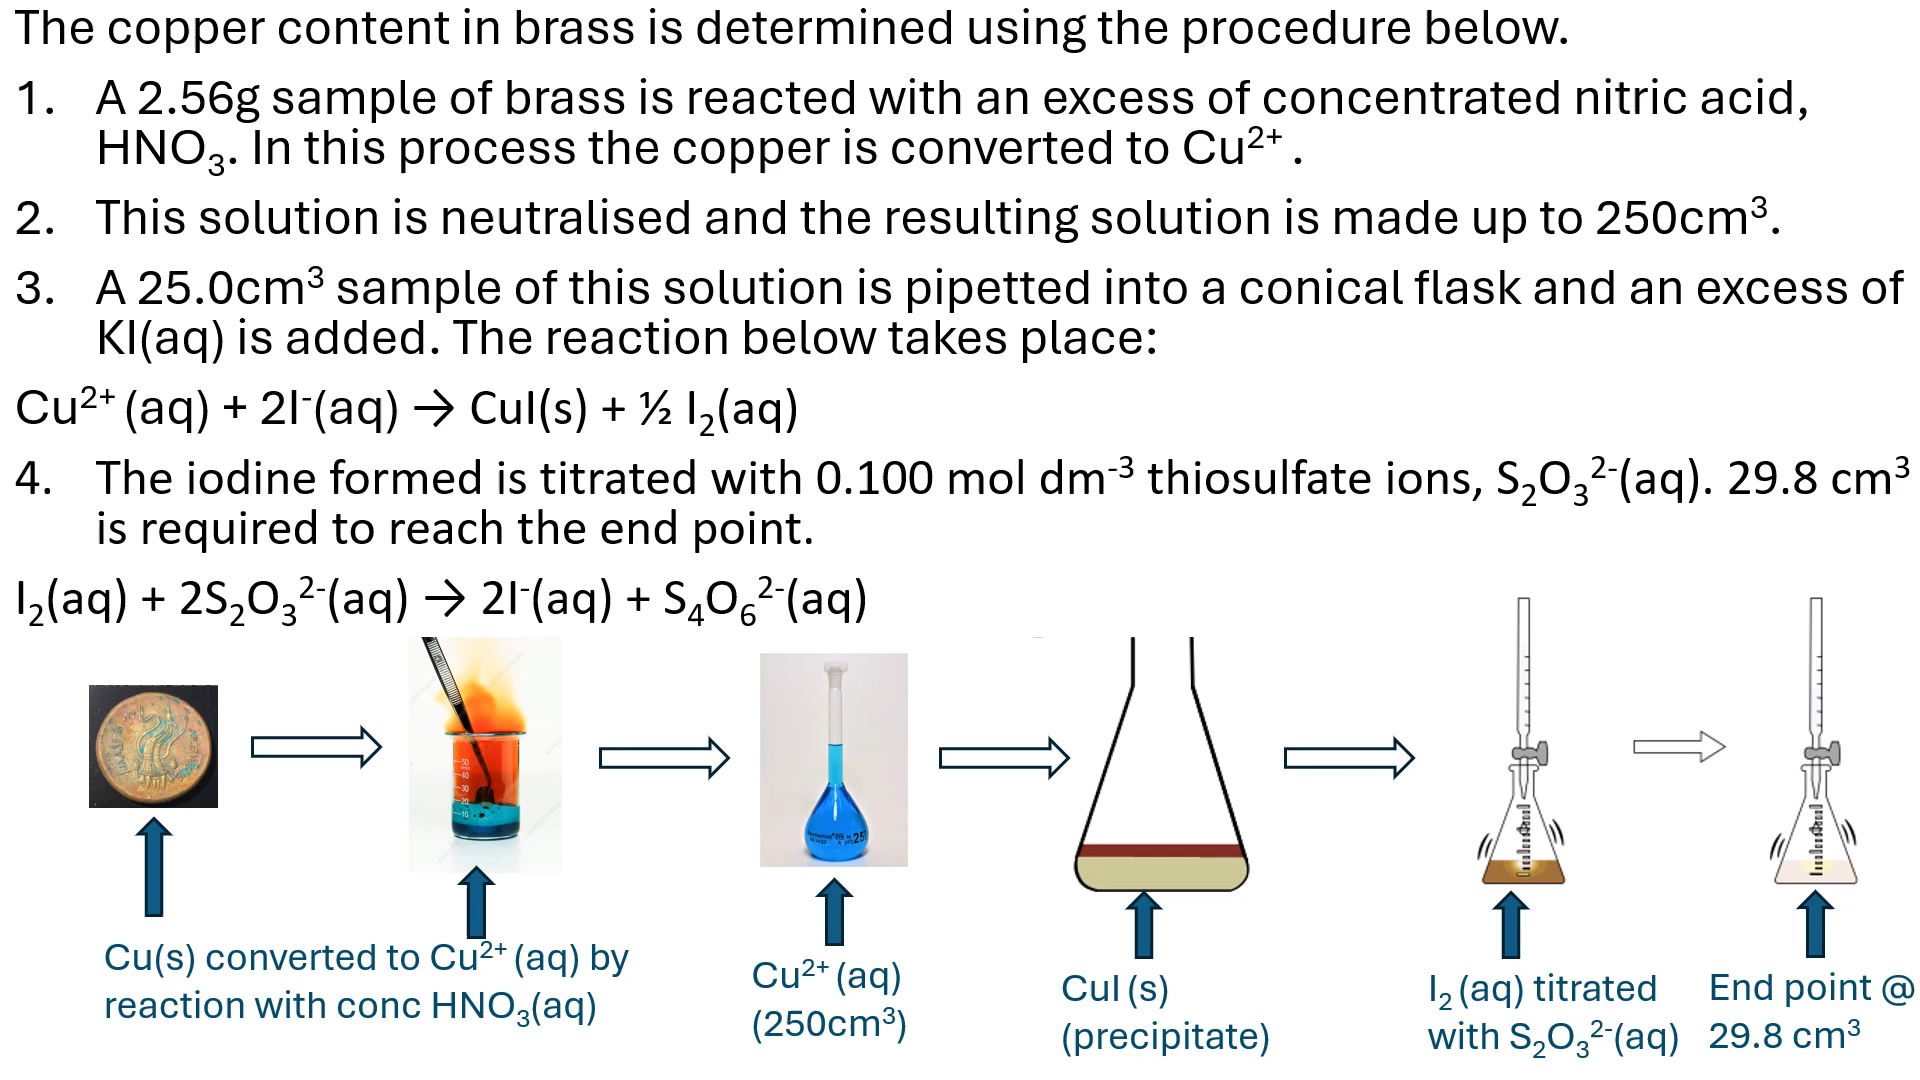 The copper content in brass is determined using the procedure below.
1. A 2.56g sample of brass is reacted with an excess of concentrated nitric acid,
HNO₃. In this process the copper is converted to Cu²⁺ .
2. This solution is neutralised and the resulting solution is made up to 250cm³.
3. A 25.0cm³ sample of this solution is pipetted into a conical flask and an excess of
KI(aq) is added. The reaction below takes place:
Cu²⁺ (aq) + 2I⁻(aq) → CuI(s) + ½ I₂(aq)
4. The iodine formed is titrated with 0.100 mol dm⁻³ thiosulfate ions, S₂O₃²⁻(aq). 29.8 cm³
is required to reach the end point.
I₂(aq) + 2S₂O₃²⁻(aq) → 2I⁻(aq) + S₄O₆²⁻(aq)
50
40
30
20
10
Cu(s) converted to Cu²⁺ (aq) by
reaction with conc HNO₃(aq)
Cu²⁺ (aq)
(250cm³)
CuI (s)
(precipitate)
I₂ (aq) titrated
with S₂O₃²⁻(aq)
End point @
29.8 cm³